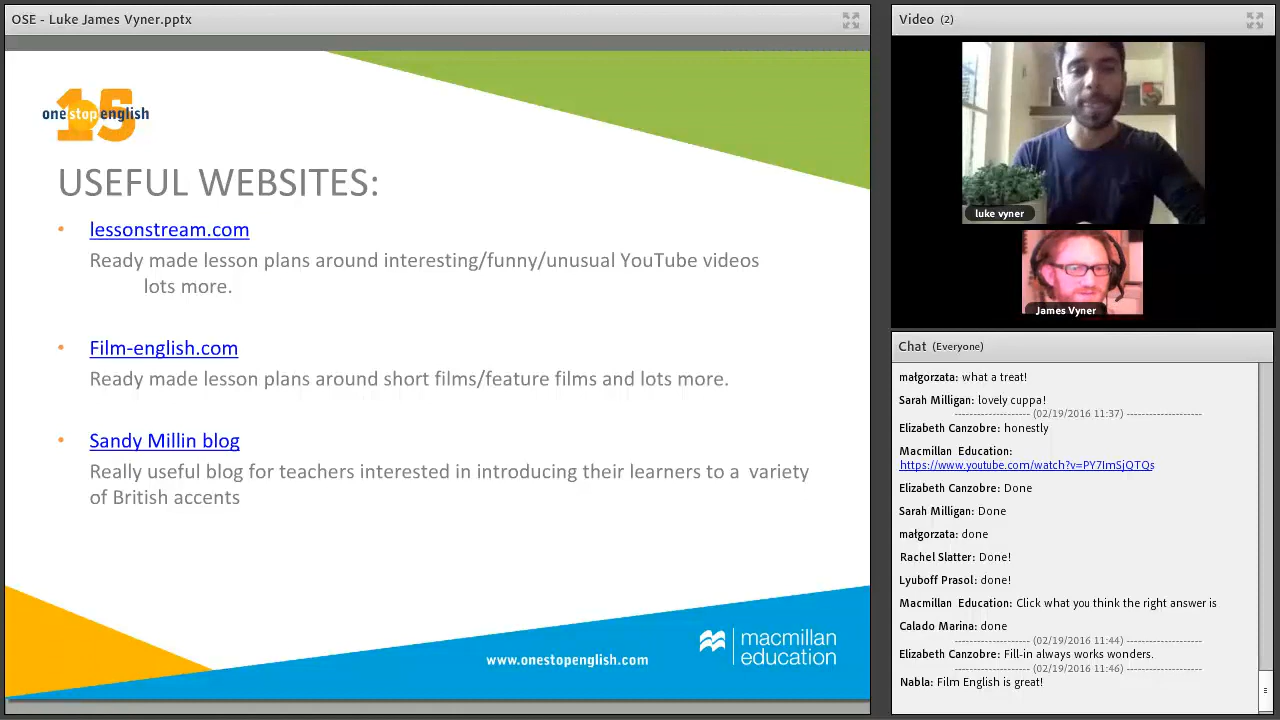 OSE - Luke James Vyner.pptx
15
one stop english
USEFUL WEBSITES:
• lessonstream.com
Ready made lesson plans around interesting/funny/unusual YouTube videos
lots more.
• Film-english.com
Ready made lesson plans around short films/feature films and lots more.
• Sandy Millin blog
Really useful blog for teachers interested in introducing their learners to a variety
of British accents
www.onestopenglish.com
macmillan
education
Video (2)
luke vyner
James Vyner
Chat (Everyone)
małgorzata: what a treat!
Sarah Milligan: lovely cuppa!
-------------------- (02/19/2016 11:37) --------------------
Elizabeth Canzobre: honestly
Macmillan Education:
https://www.youtube.com/watch?v=PY7ImSjQTQs
Elizabeth Canzobre: Done
Sarah Milligan: Done
małgorzata: done
Rachel Slatter: Done!
Lyuboff Prasol: done!
Macmillan Education: Click what you think the right answer is
Calado Marina: done
-------------------- (02/19/2016 11:44) --------------------
Elizabeth Canzobre: Fill-in always works wonders.
-------------------- (02/19/2016 11:46) --------------------
Nabla: Film English is great!